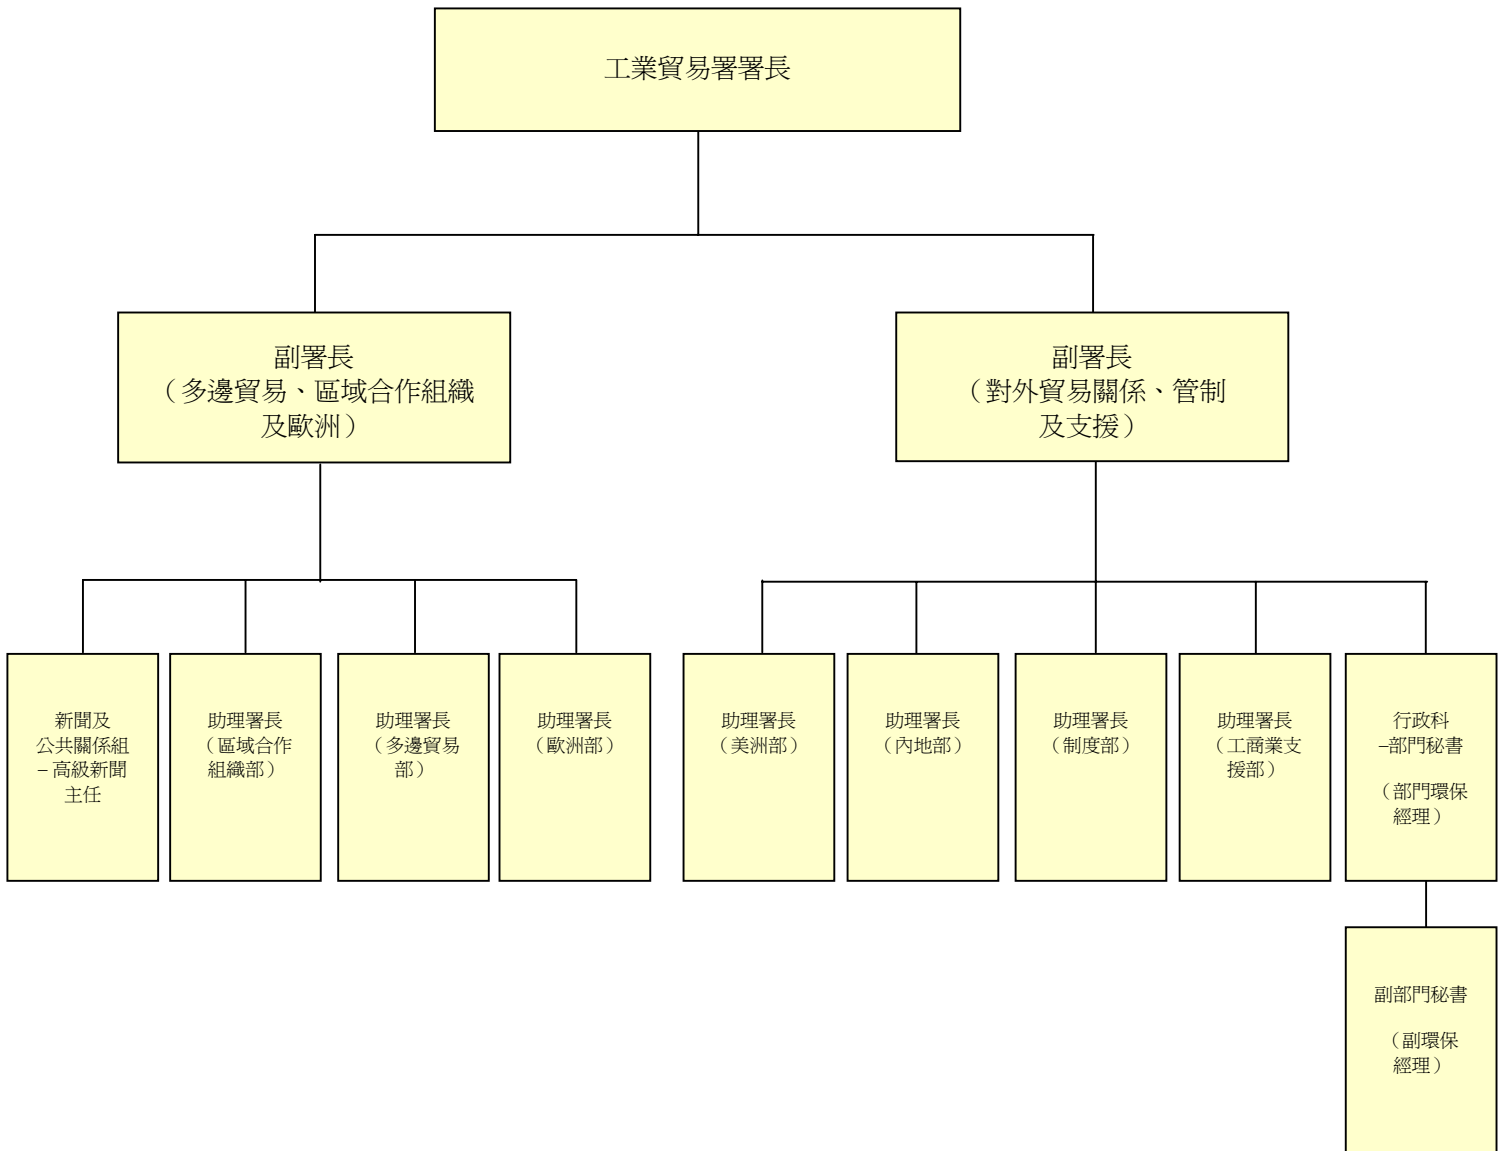 工業貿易署署長
副署長
（多邊貿易、區域合作組織
及歐洲）
副署長
（對外貿易關係、管制
及支援）
新聞及
公共關係組
–高級新聞
主任
助理署長
（區域合作
組織部）
助理署長
（多邊貿易
部）
助理署長
（歐洲部）
助理署長
（美洲部）
助理署長
（內地部）
助理署長
（制度部）
助理署長
（工商業支
援部）
行政科
–部門秘書
（部門環保
經理）
副部門秘書
（副環保
經理）